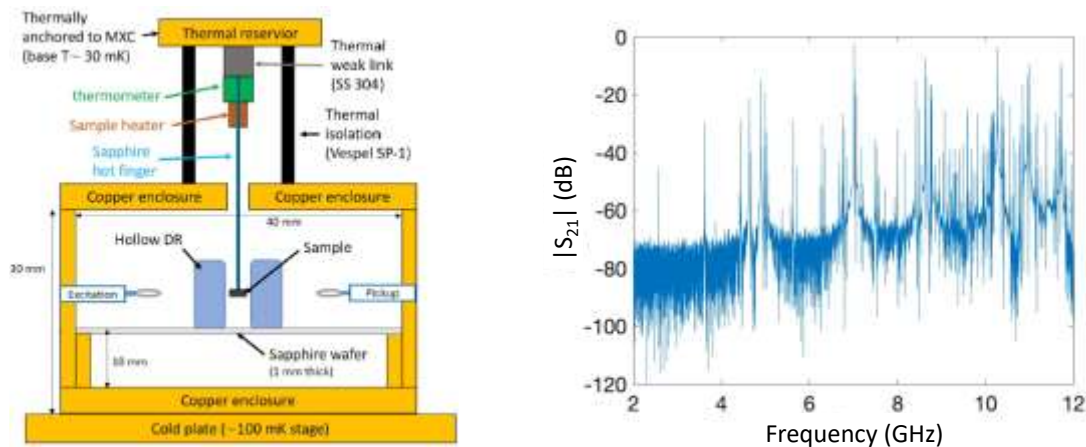 Thermally
anchored to MXC
(base T~ 30 mK)
Thermal reservior
Thermal
weak link
(SS 304)
thermometer
Sample heater
Thermal
isolation
(Vespel SP-1)
Sapphire
hot finger
Copper enclosure
Copper enclosure
40 mm
Hollow DR
Sample
30 mm
Excitation
Pickup
Sapphire wafer
(1 mm thick)
10 mm
Copper enclosure
Cold plate (~100 mK stage)
|S21| (dB)
0
-20
-40
-60
-80
-100
-120
2
4
6
8
10
12
Frequency (GHz)